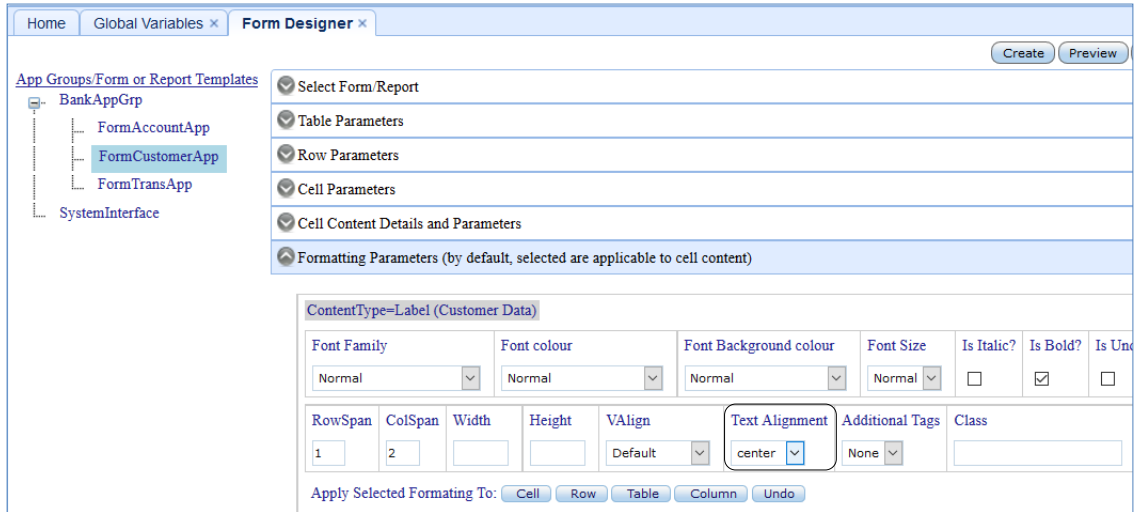 Home Global Variables × Form Designer ×
Create Preview
App Groups/Form or Report Templates
BankAppGrp
FormAccountApp
FormCustomerApp
FormTransApp
SystemInterface
Select Form/Report
Table Parameters
Row Parameters
Cell Parameters
Cell Content Details and Parameters
Formatting Parameters (by default, selected are applicable to cell content)
ContentType=Label (Customer Data)
Font Family Font colour Font Background colour Font Size Is Italic? Is Bold? Is Und
Normal Normal Normal Normal
RowSpan ColSpan Width Height VAlign Text Alignment Additional Tags Class
1 2 Default center None
Apply Selected Formating To: Cell Row Table Column Undo